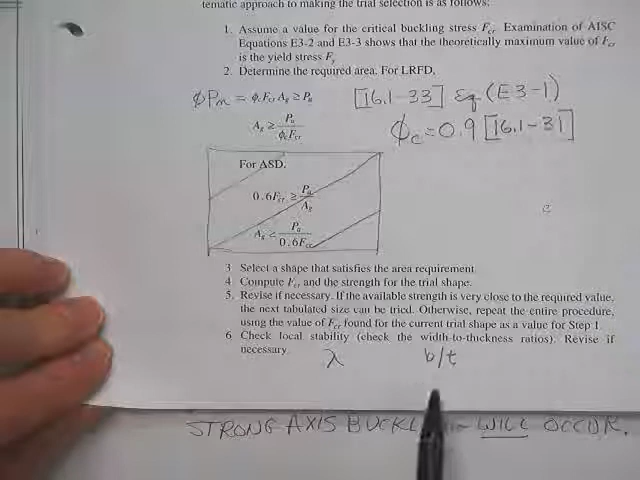 tematic approach to making the trial selection is as follows:
1. Assume a value for the critical buckling stress Fcr. Examination of AISC
Equations E3-2 and E3-3 shows that the theoretically maximum value of Fcr
is the yield stress Fy
2. Determine the required area. For LRFD,
ϕPn = ϕcFcrAg ≥ Pu [16.1-33] Eq (E3-1)
Ag ≥ Pu/ϕcFcr ϕc = 0.9 [16.1-31]
For ASD.
0.6Fcr ≥ Pa/Ag
Ag ≥ Pa/0.6Fcr
3 Select a shape that satisfies the area requirement
4 Compute Fcr and the strength for the trial shape.
5. Revise if necessary. If the available strength is very close to the required value,
the next tabulated size can be tried. Otherwise, repeat the entire procedure,
using the value of Fcr found for the current trial shape as a value for Step 1.
6 Check local stability (check the width-to-thickness ratios). Revise if
necessary λ b/t
STRONG AXIS BUCKL WILL OCCUR.